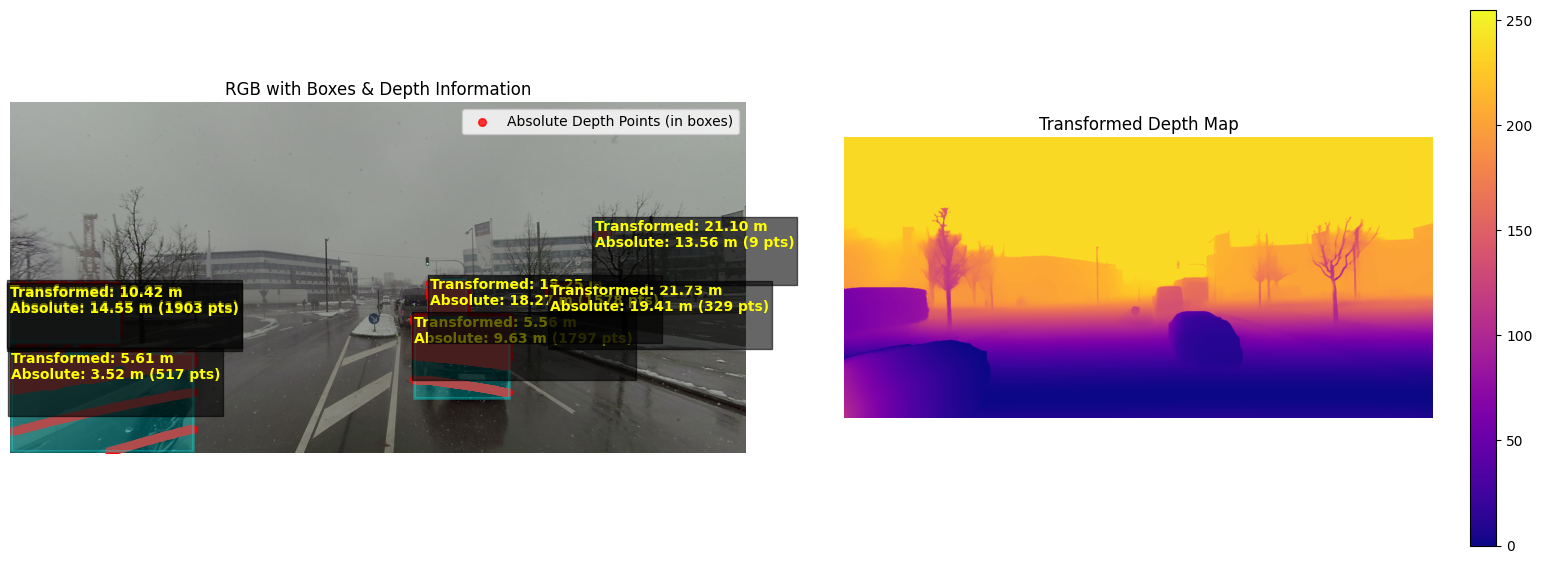 RGB with Boxes & Depth Information
Absolute Depth Points (in boxes)
Transformed: 21.10 m
Absolute: 13.56 m (9 pts)
Transformed: 10.42 m
Absolute: 14.55 m (1903 pts)
Transformed:
Absolute: 18.27 m
Transformed: 21.73 m
Absolute: 19.41 m (329 pts)
Transformed: 5.56 m
Absolute: 9.63 m (1797 pts)
Transformed: 5.61 m
Absolute: 3.52 m (517 pts)
Transformed Depth Map
250
200
150
100
50
0